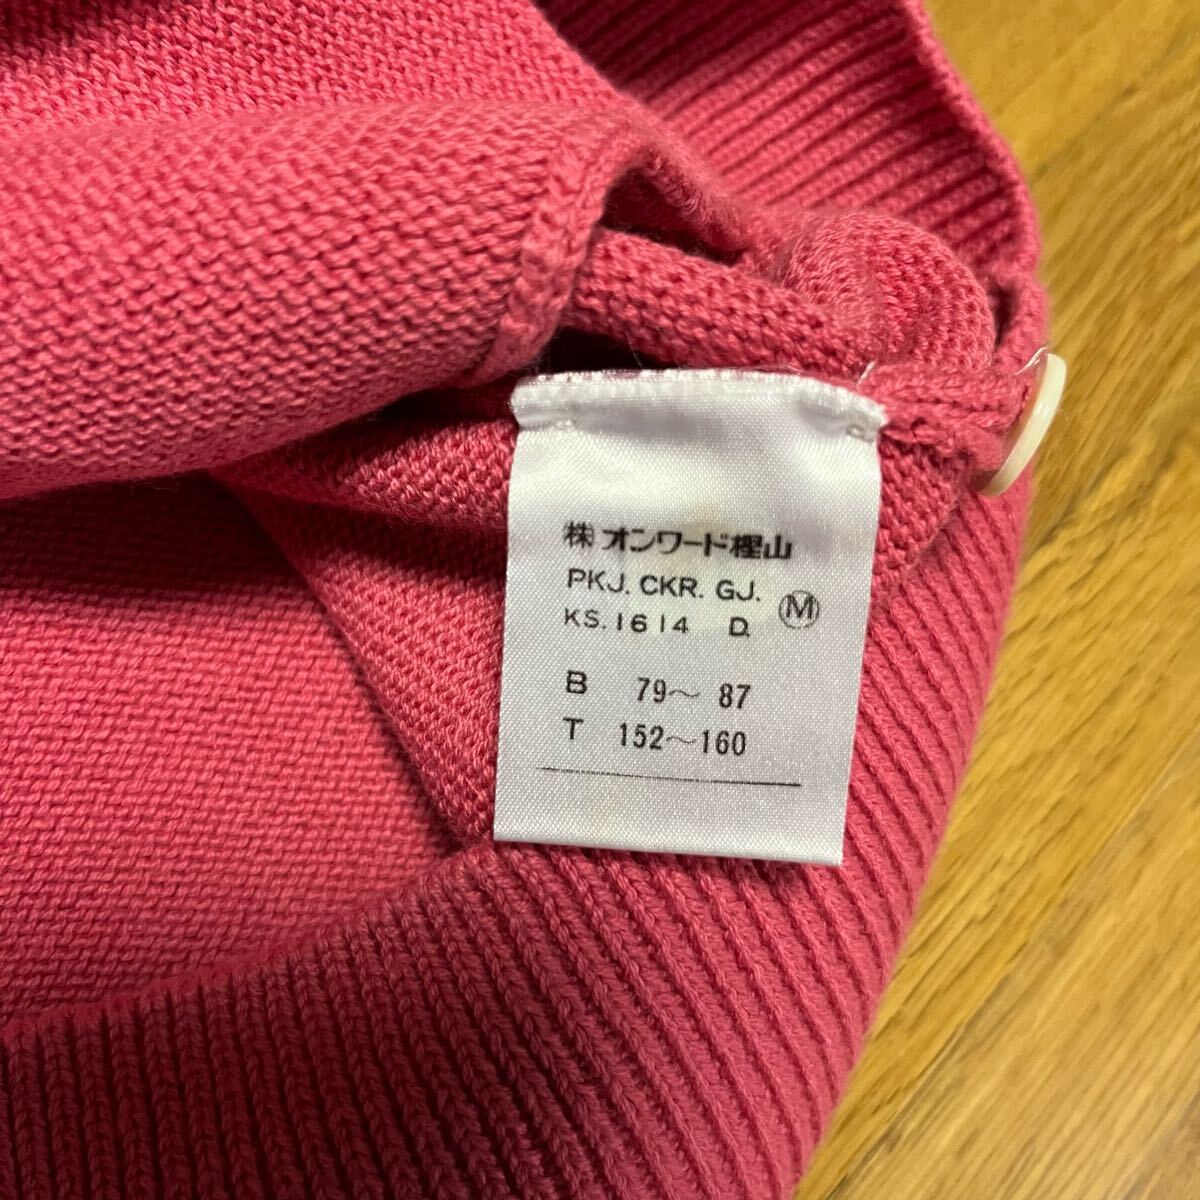 ㈱オンワード樫山
PKJ. CKR. GJ.
KS. 1614 D. Ⓜ
B 79〜87
T 152〜160